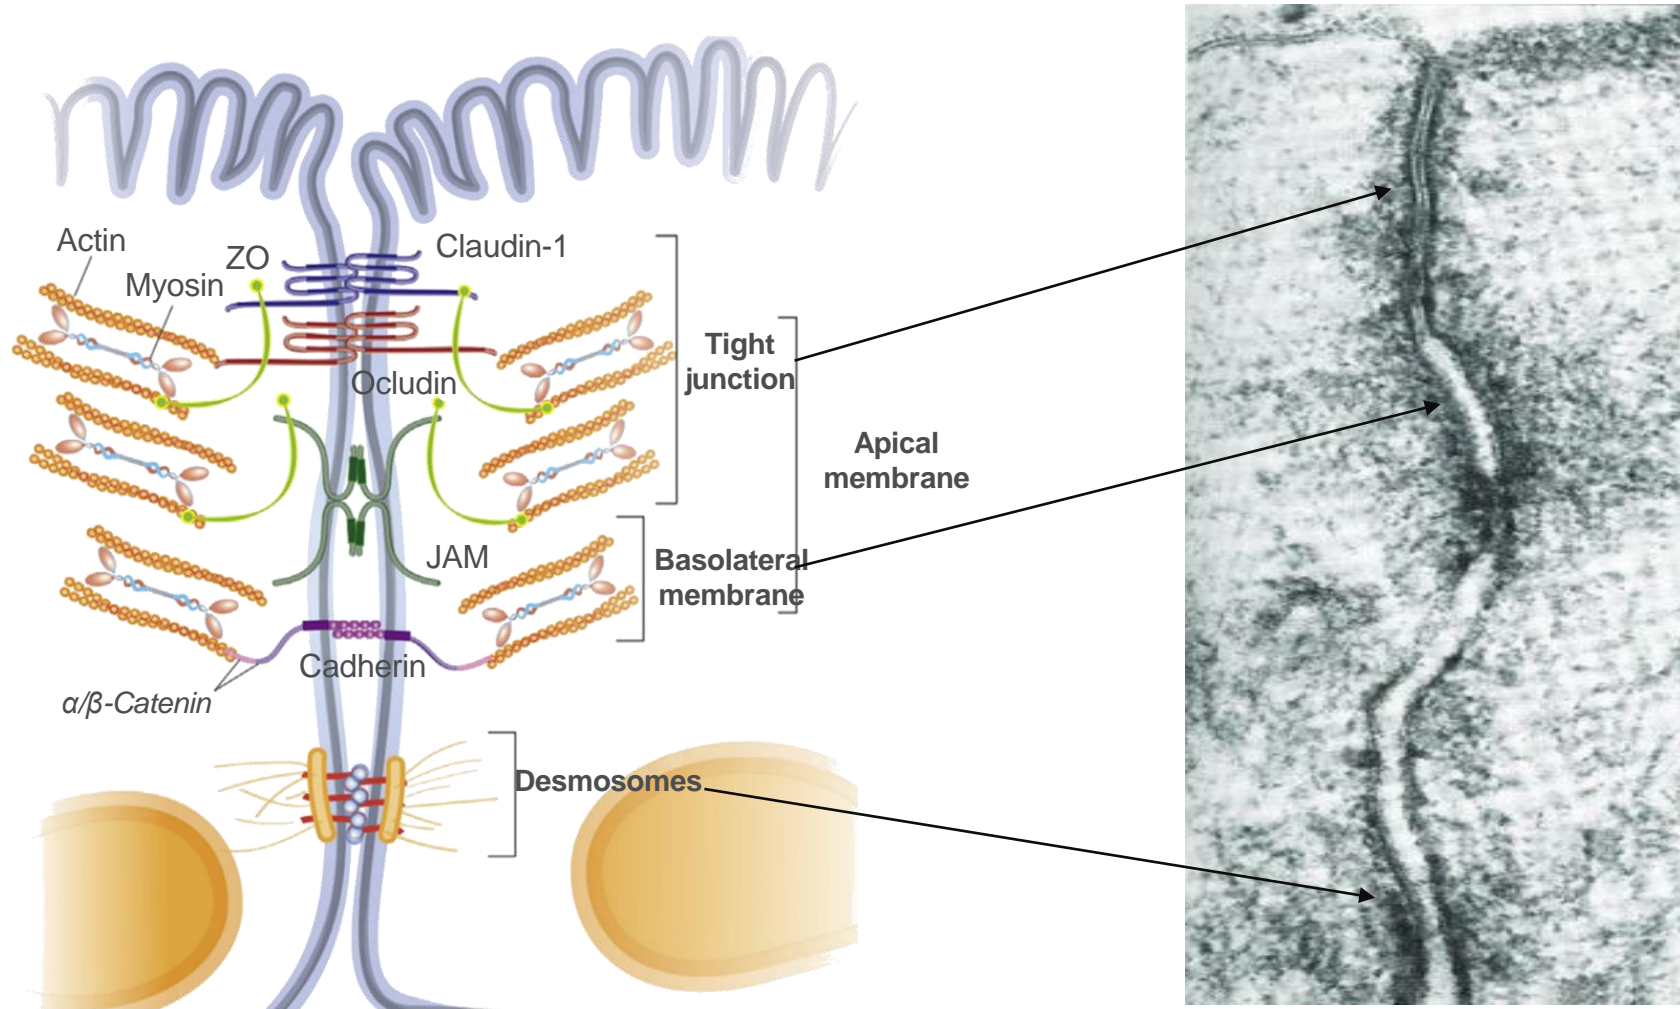 Actin
ZO
Claudin-1
Myosin
Tight
junction
Ocludin
Apical
membrane
JAM
Basolateral
membrane
Cadherin
α/β-Catenin
Desmosomes